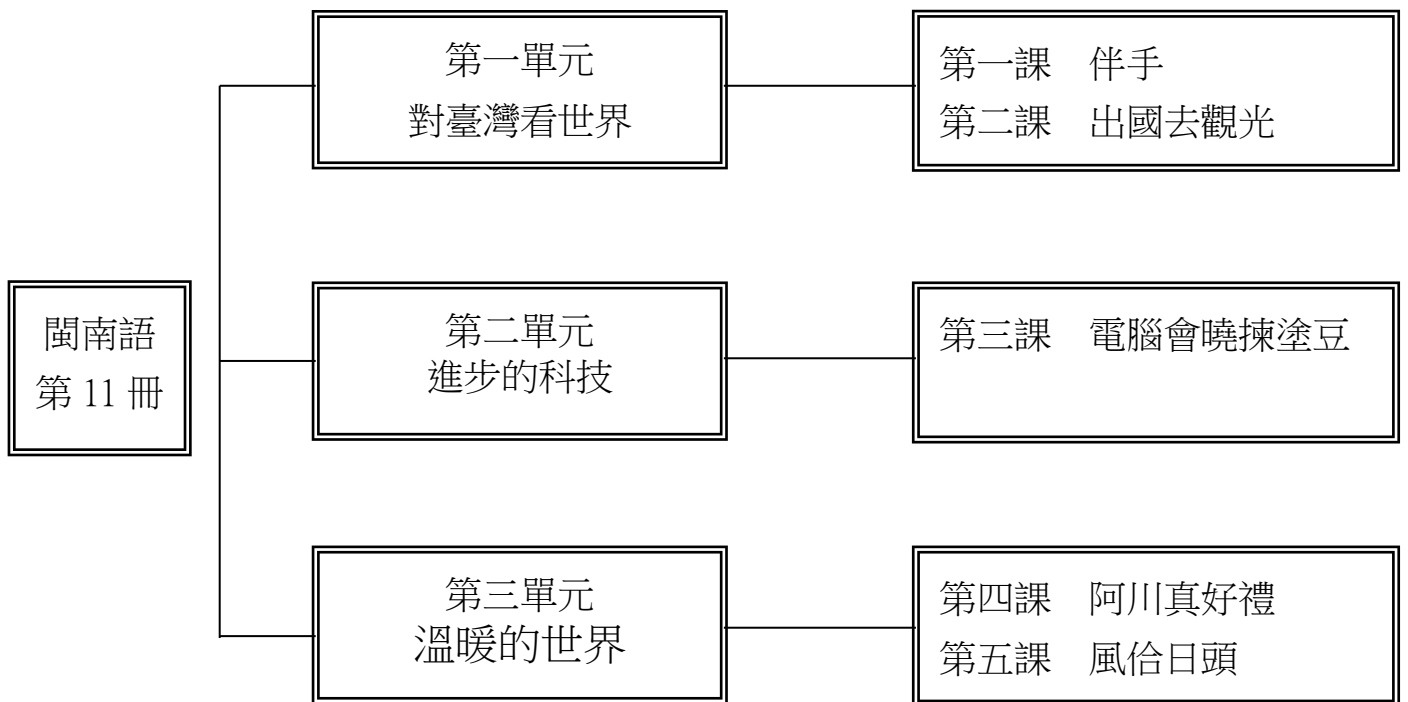 閩南語
第 11 冊
第一單元
對臺灣看世界
第一課　伴手
第二課　出國去觀光
第二單元
進步的科技
第三課　電腦會曉揀塗豆
第三單元
溫暖的世界
第四課　阿川真好禮
第五課　風佮日頭